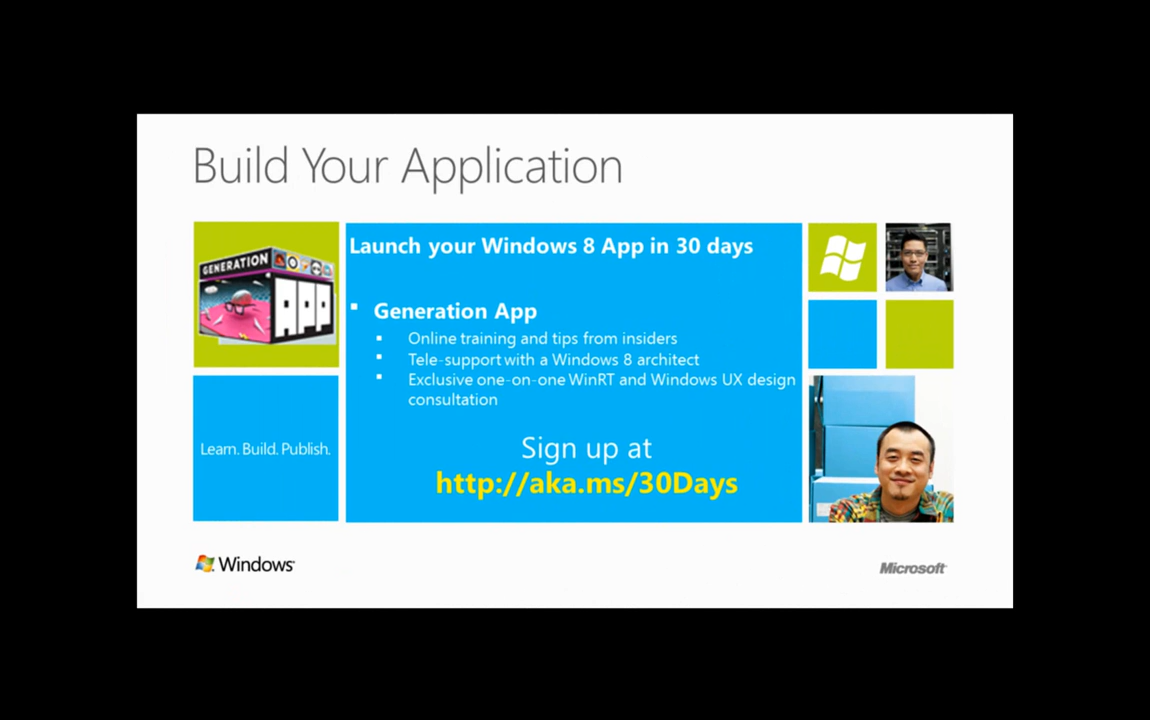 Build Your Application
GENERATION
APP
Learn. Build. Publish.
Launch your Windows 8 App in 30 days
Generation App
Online training and tips from insiders
Tele-support with a Windows 8 architect
Exclusive one-on-one WinRT and Windows UX design
consultation
Sign up at
http://aka.ms/30Days
Windows
Microsoft